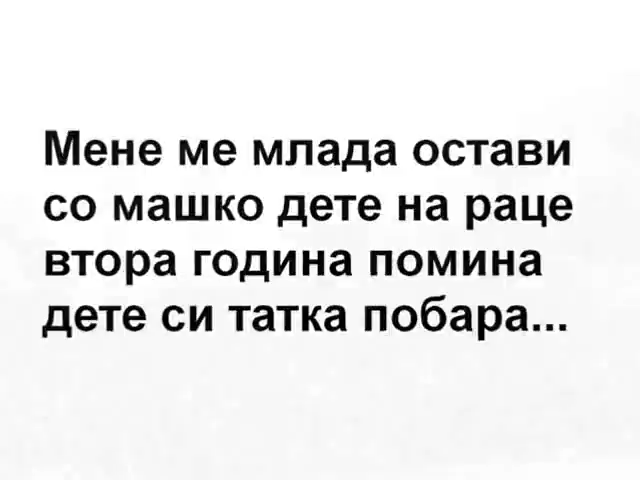 Мене ме млада остави
со машко дете на раце
втора година помина
дете си татка побара...